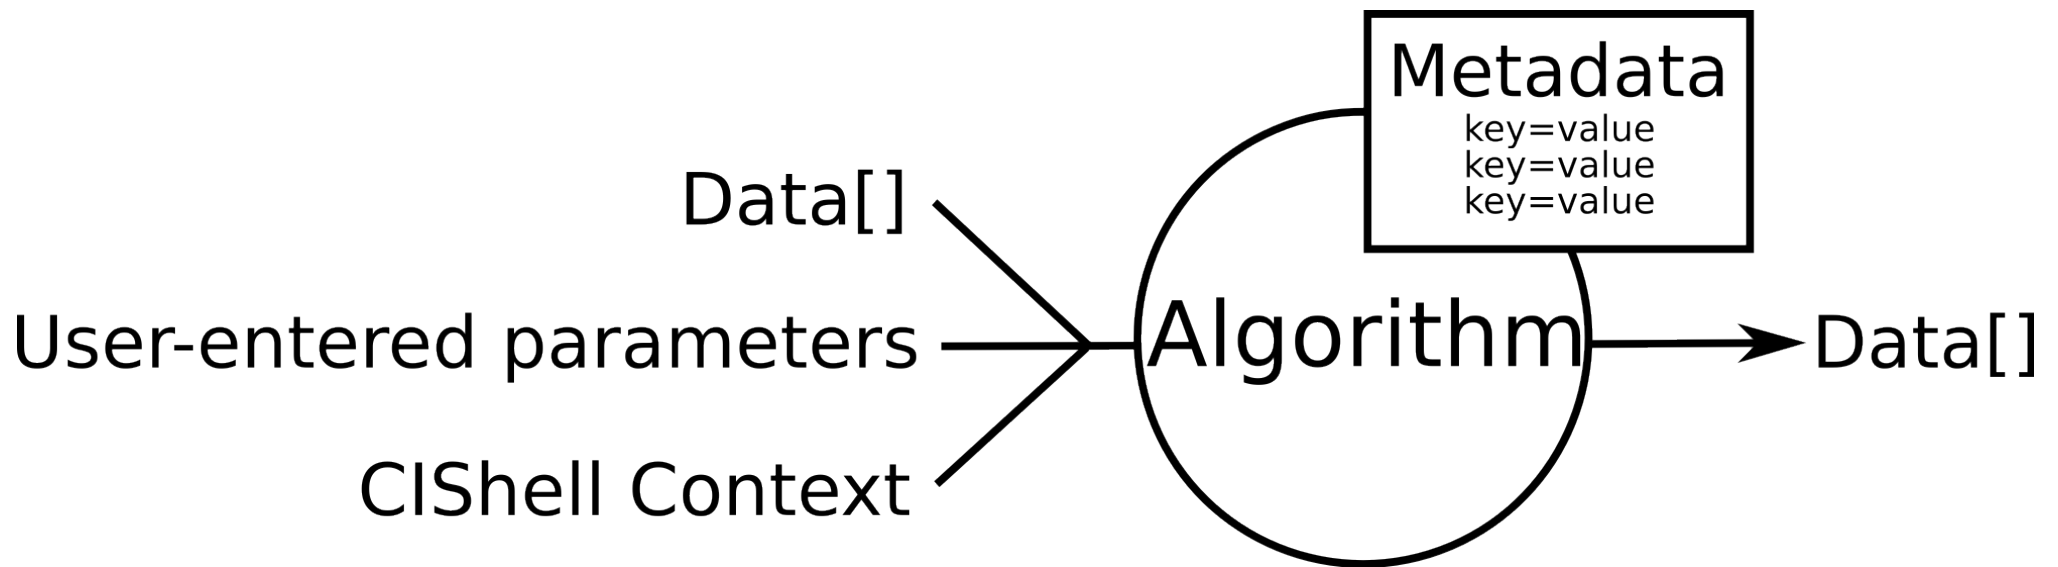 Metadata
key=value
key=value
key=value
Data[]
User-entered parameters
CIShell Context
Algorithm
Data[]